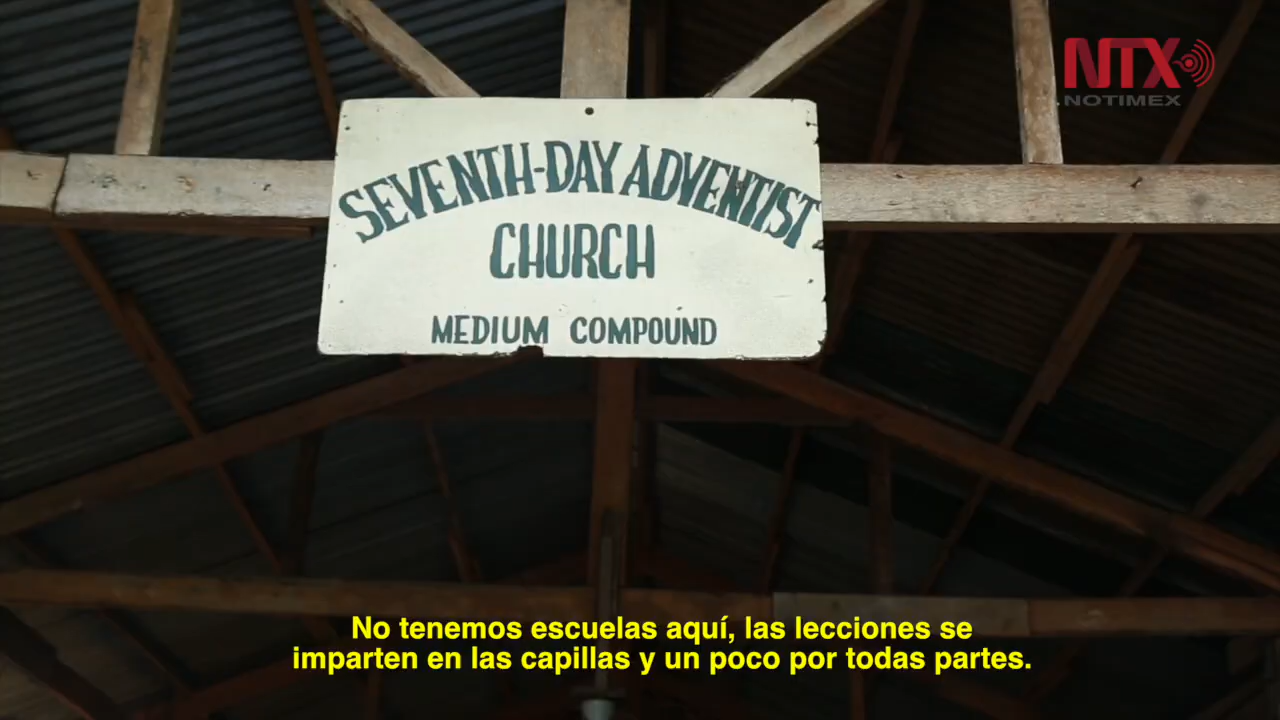 NTX
NOTIMEX
SEVENTH-DAY ADVENTIST
CHURCH
MEDIUM COMPOUND
No tenemos escuelas aquí, las lecciones se
imparten en las capillas y un poco por todas partes.